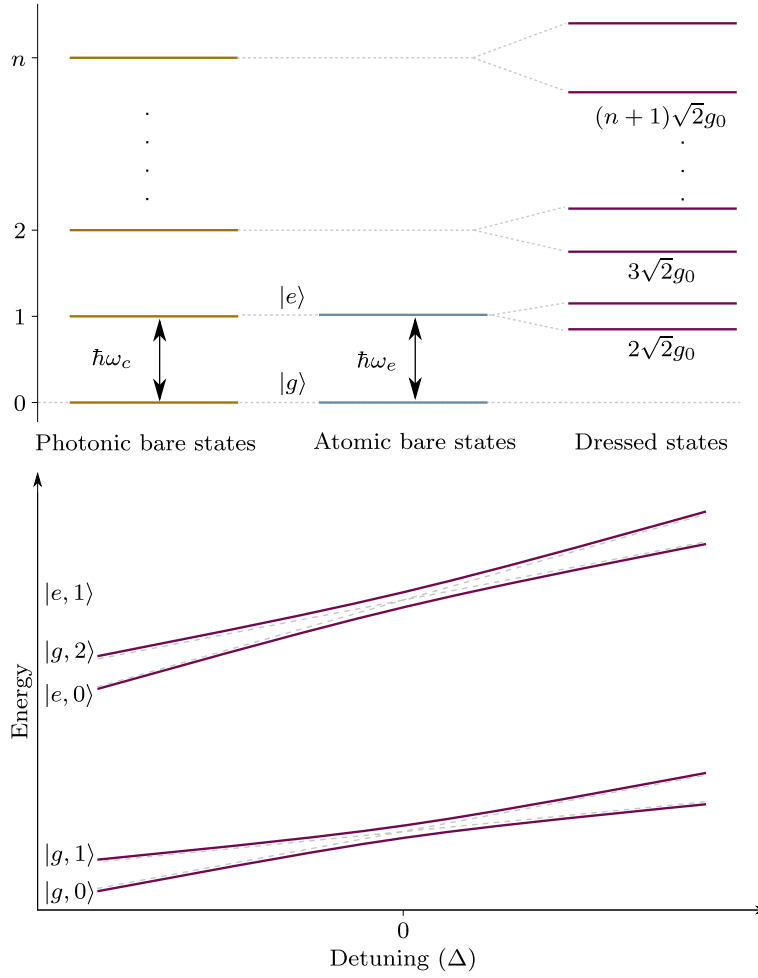 n
(n + 1)√2g₀
2
3√2g₀
|e⟩
1
2√2g₀
ħω_c
ħω_e
|g⟩
0
Photonic bare states
Atomic bare states
Dressed states
|e, 1⟩
|g, 2⟩
|e, 0⟩
Energy
|g, 1⟩
|g, 0⟩
0
Detuning (Δ)